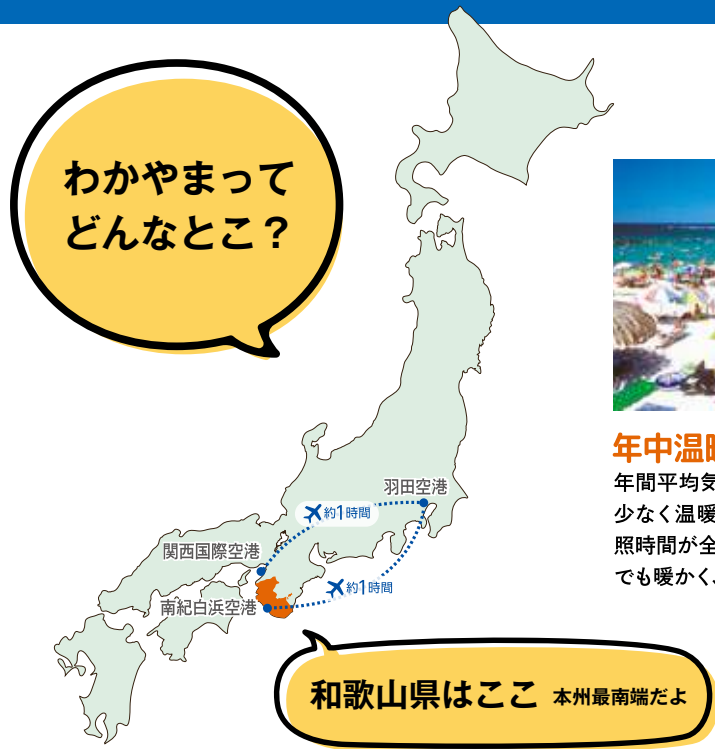 わかやまって
どんなとこ？
羽田空港
約1時間
関西国際空港
約1時間
南紀白浜空港
和歌山県はここ 本州最南端だよ
年中温
年間平均気
少なく温暖
照時間が全
でも暖かく、